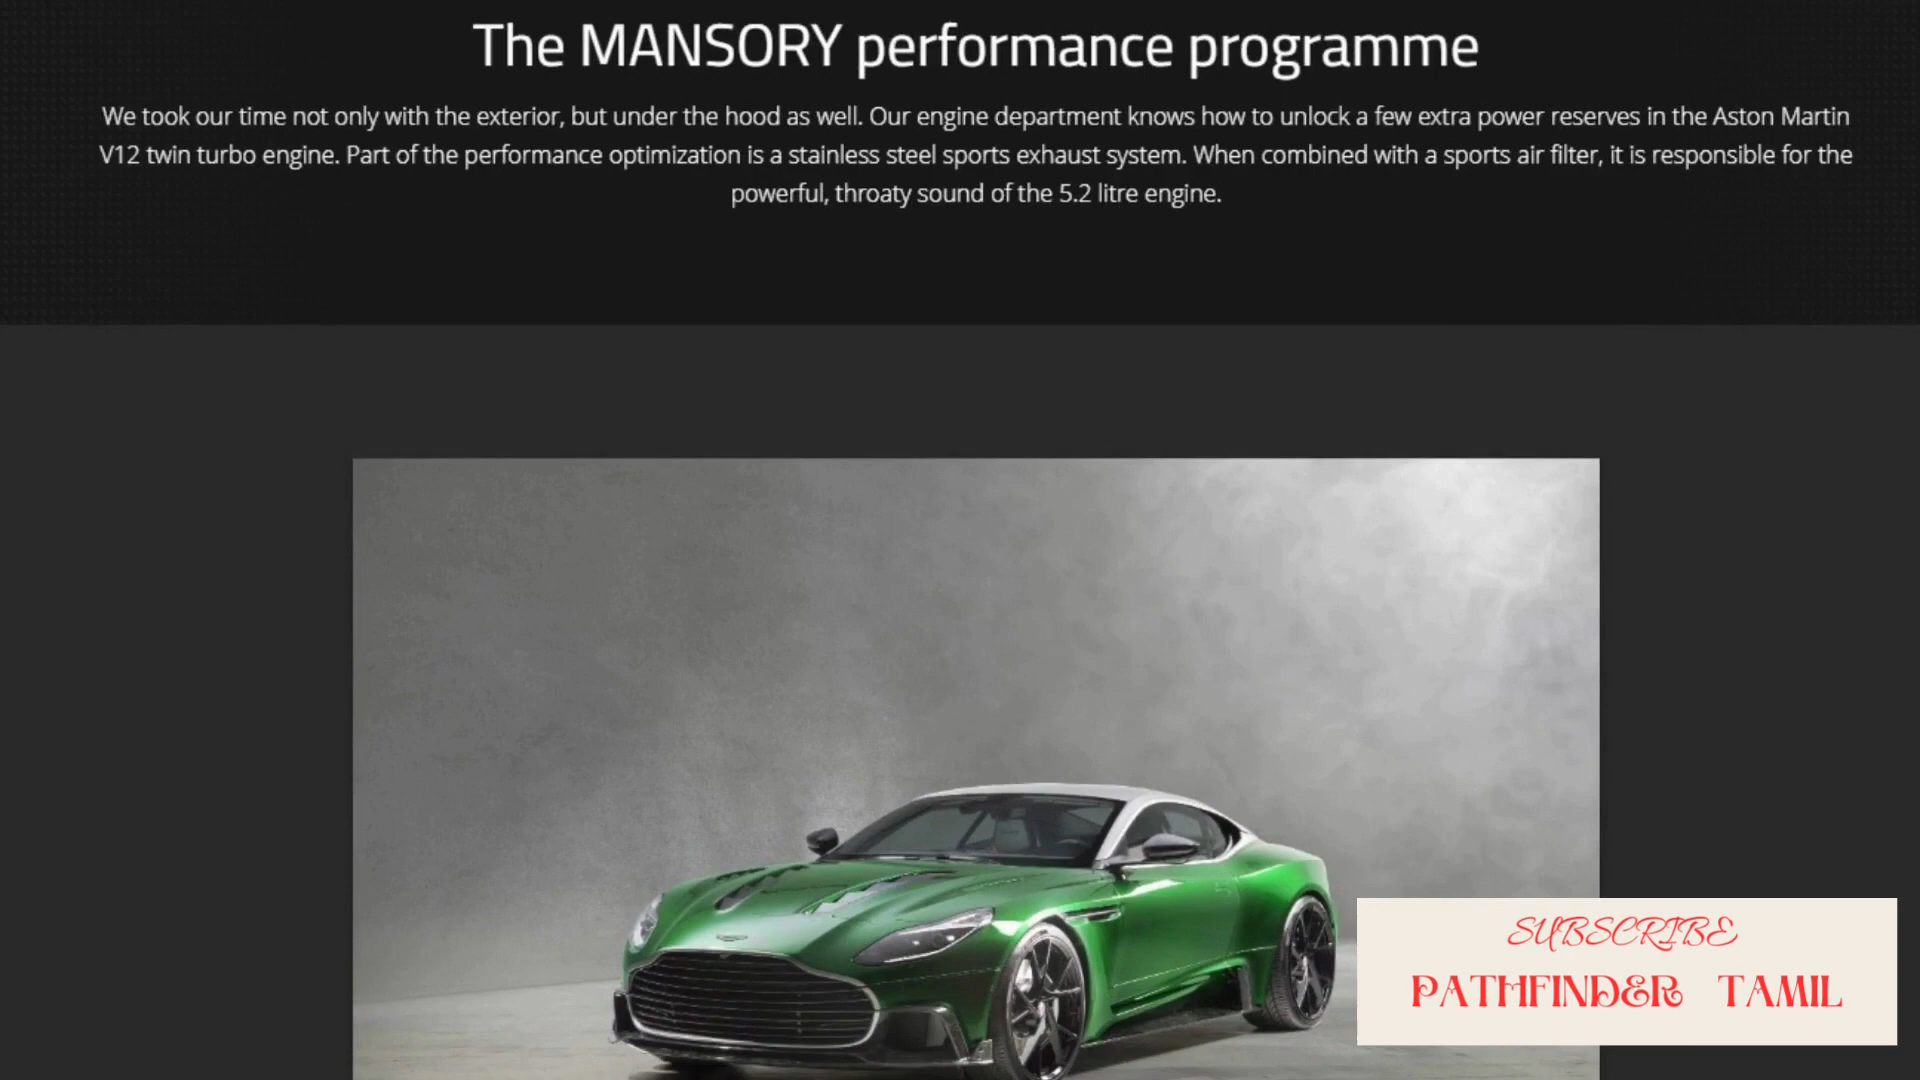 The MANSORY performance programme
We took our time not only with the exterior, but under the hood as well. Our engine department knows how to unlock a few extra power reserves in the Aston Martin
V12 twin turbo engine. Part of the performance optimization is a stainless steel sports exhaust system. When combined with a sports air filter, it is responsible for the
powerful, throaty sound of the 5.2 litre engine.
SUBSCRIBE
PATHFINDER TAMIL